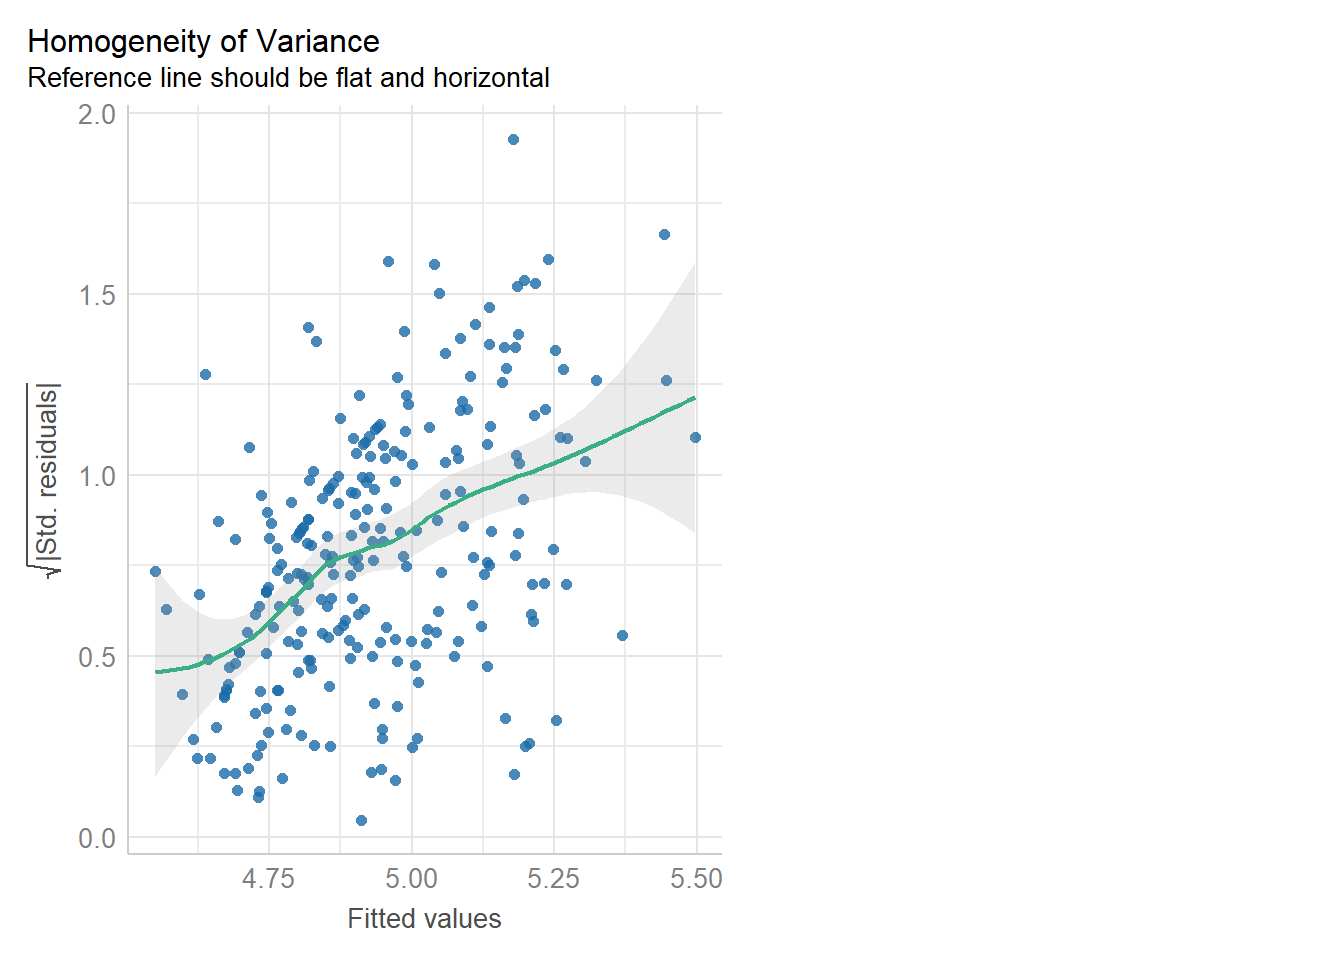 Homogeneity of Variance
Reference line should be flat and horizontal
2.0
1.5
1.0
0.5
0.0
√|Std. residuals|
4.75 5.00 5.25 5.50
Fitted values